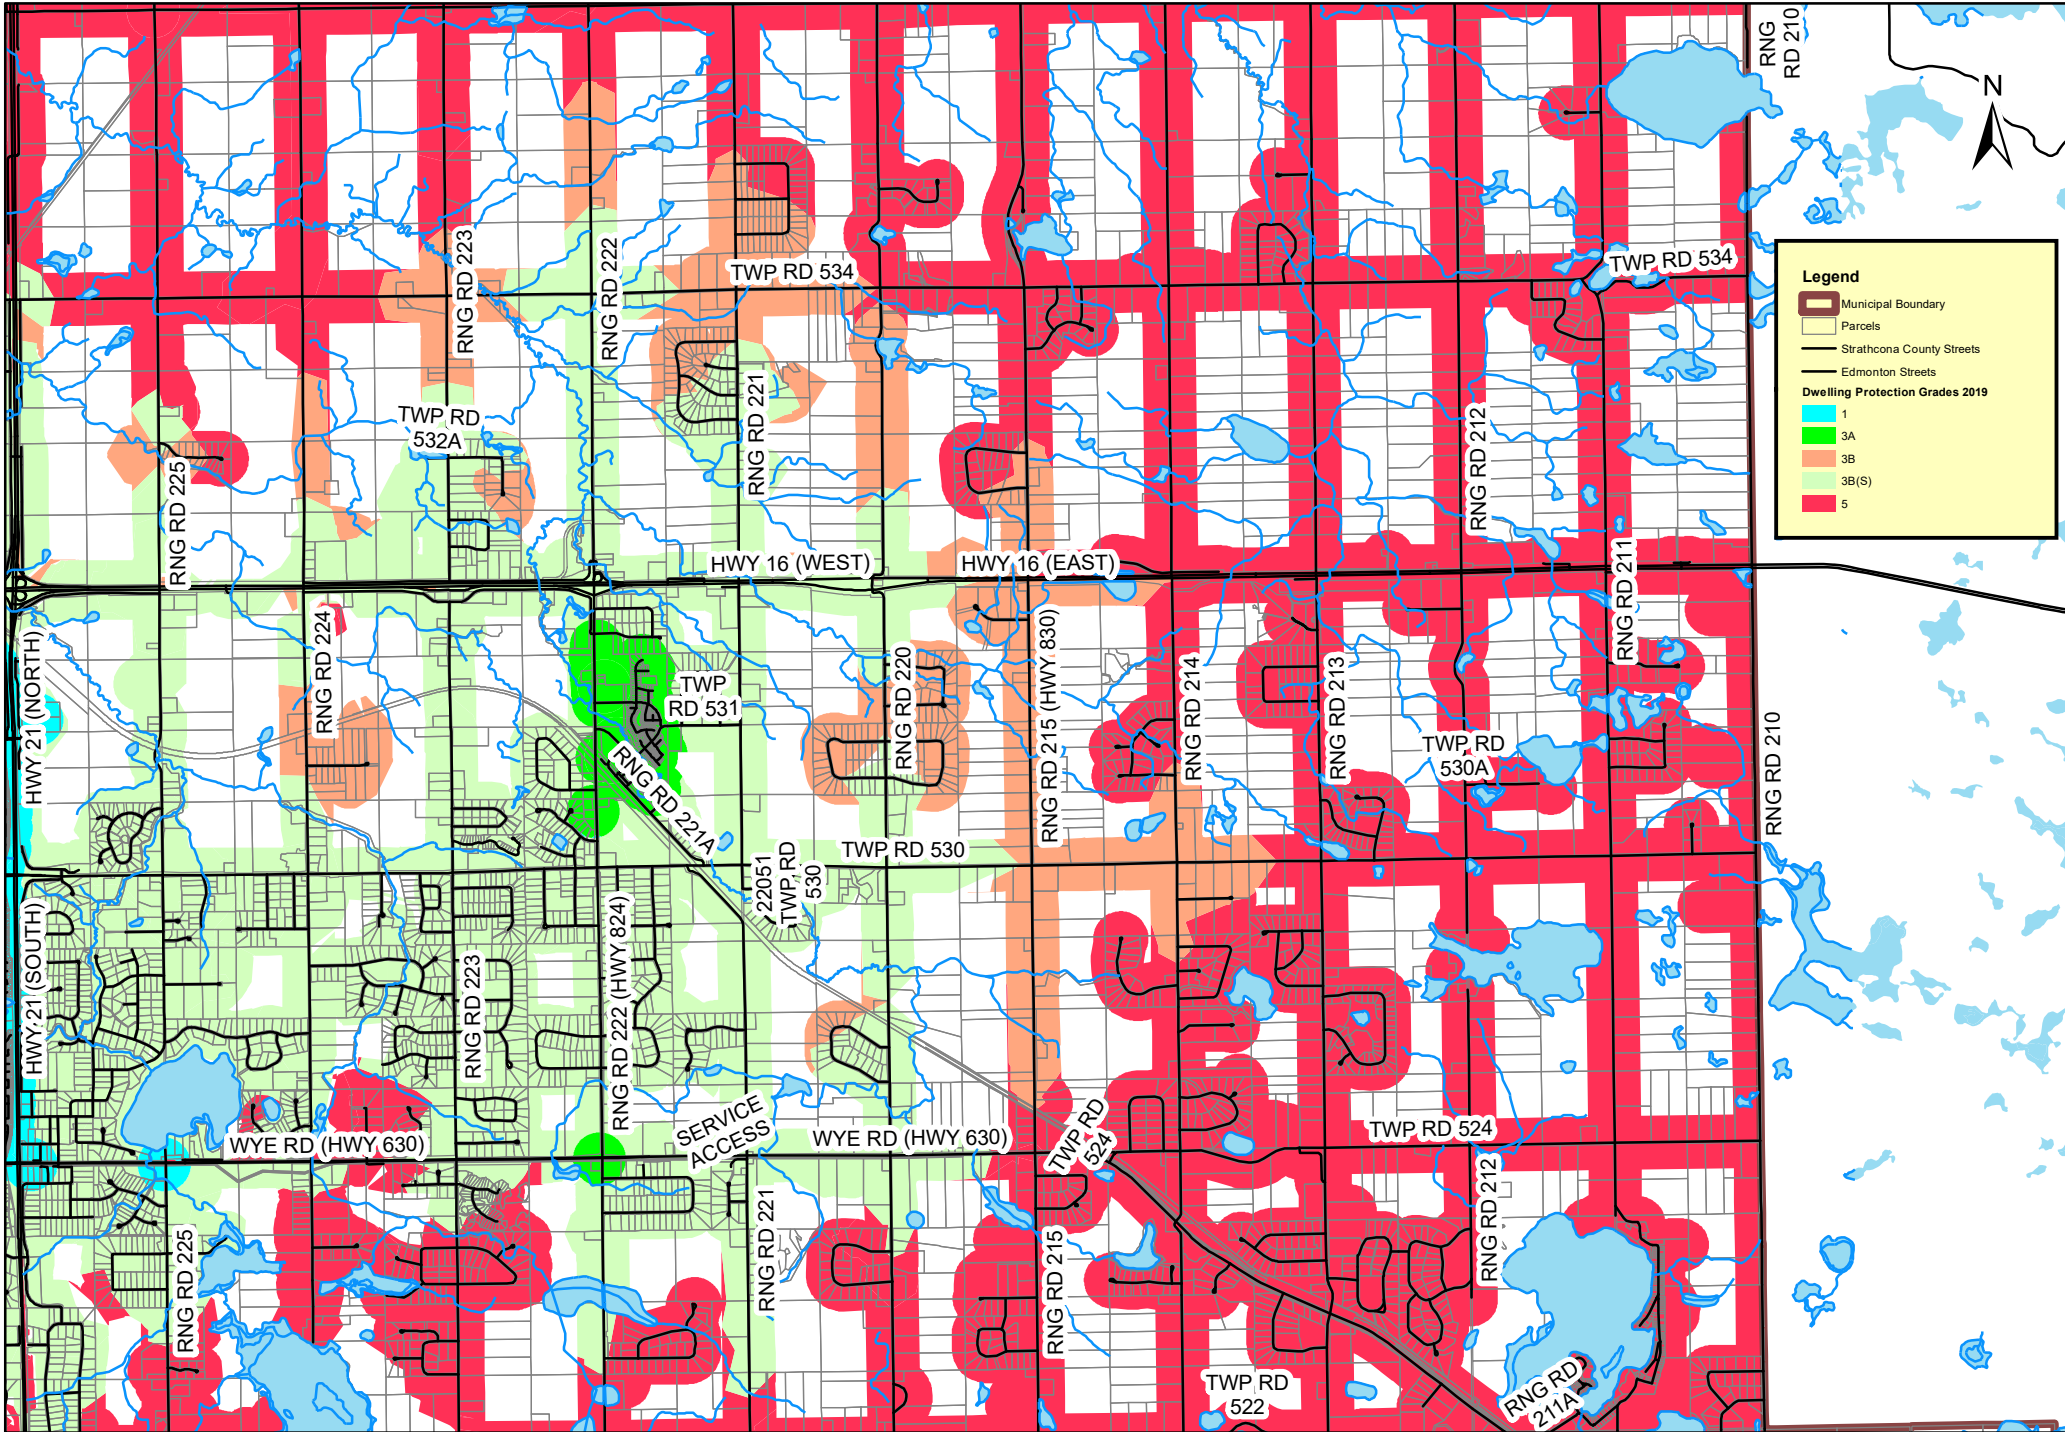 RNG
RD 210
N
RNG RD 223
RNG RD 222
TWP RD 534
TWP RD 534
Legend
Municipal Boundary
Parcels
Strathcona County Streets
Edmonton Streets
Dwelling Protection Grades 2019
1
3A
3B
3B(S)
5
TWP RD
532A
RNG RD 221
RNG RD 212
RNG RD 225
HWY 16 (WEST)
HWY 16 (EAST)
RNG RD 211
RNG RD 224
HWY 21 (NORTH)
TWP
RD 531
RNG RD 220
RNG RD 215 (HWY 830)
RNG RD 214
RNG RD 213
TWP RD
530A
RNG RD 210
RNG RD 221A
TWP RD 530
22051
TWP RD
530
HWY 21 (SOUTH)
RNG RD 223
RNG RD 222 (HWY 824)
SERVICE
ACCESS
WYE RD (HWY 630)
WYE RD (HWY 630)
TWP RD
524
TWP RD 524
RNG RD 225
RNG RD 221
RNG RD 215
RNG RD 212
TWP RD
522
RNG RD
211A